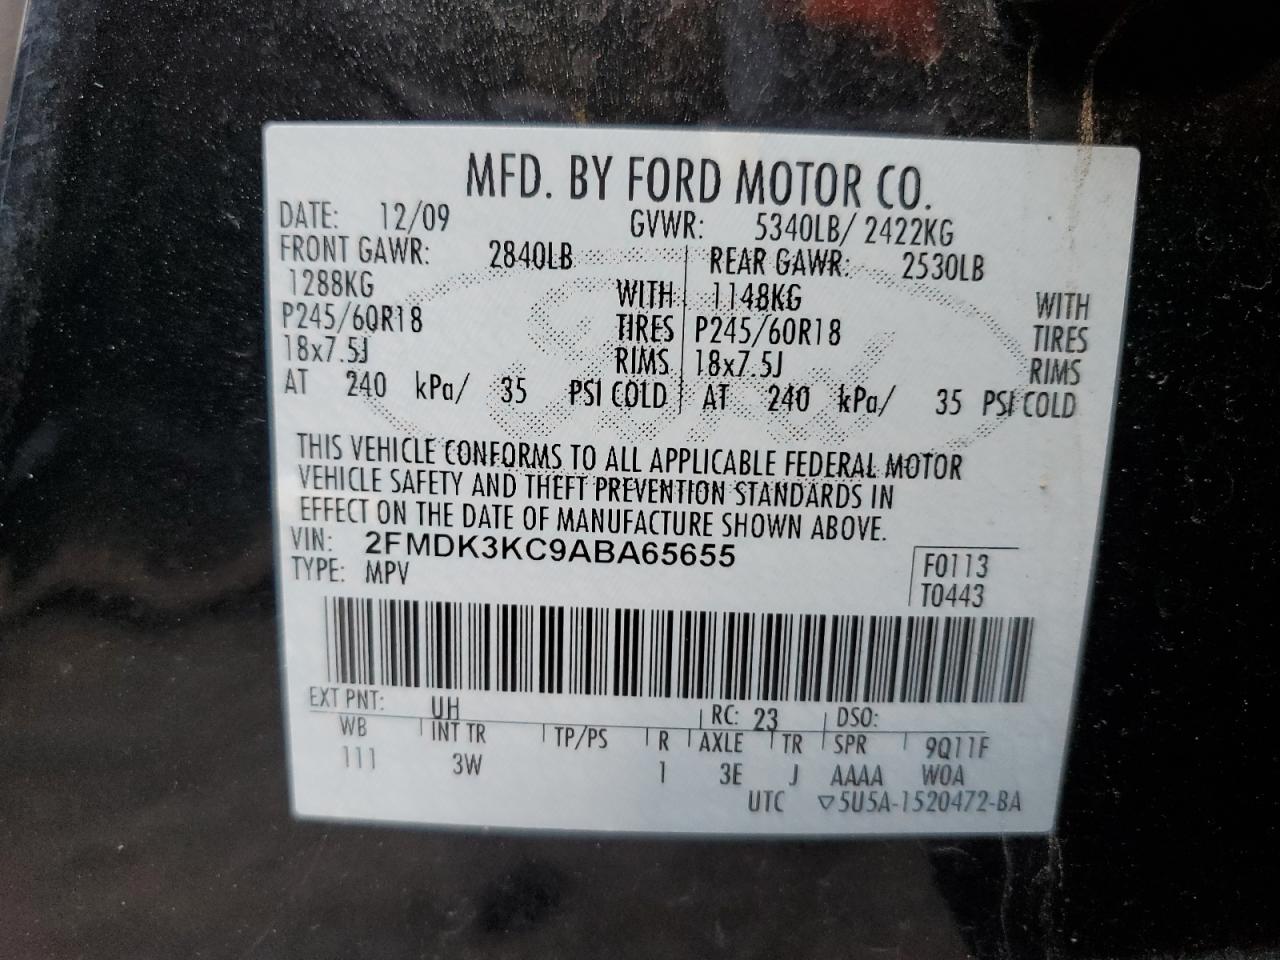 MFD. BY FORD MOTOR CO.
DATE: 12/09 GVWR: 5340LB/ 2422KG
FRONT GAWR: 2840LB REAR GAWR: 2530LB
1288KG WITH 1148KG WITH
P245/60R18 TIRES P245/60R18 TIRES
18x7.5J RIMS 18x7.5J RIMS
AT 240 kPa/ 35 PSI COLD AT 240 kPa/ 35 PSI COLD
THIS VEHICLE CONFORMS TO ALL APPLICABLE FEDERAL MOTOR
VEHICLE SAFETY AND THEFT PREVENTION STANDARDS IN
EFFECT ON THE DATE OF MANUFACTURE SHOWN ABOVE.
VIN: 2FMDK3KC9ABA65655
TYPE: MPV F0113
T0443
EXT PNT: UH RC: 23 DSO:
WB INT TR TP/PS R AXLE TR SPR 9Q11F
111 3W 1 3E J AAAA W0A
UTC ▽5U5A-1520472-BA